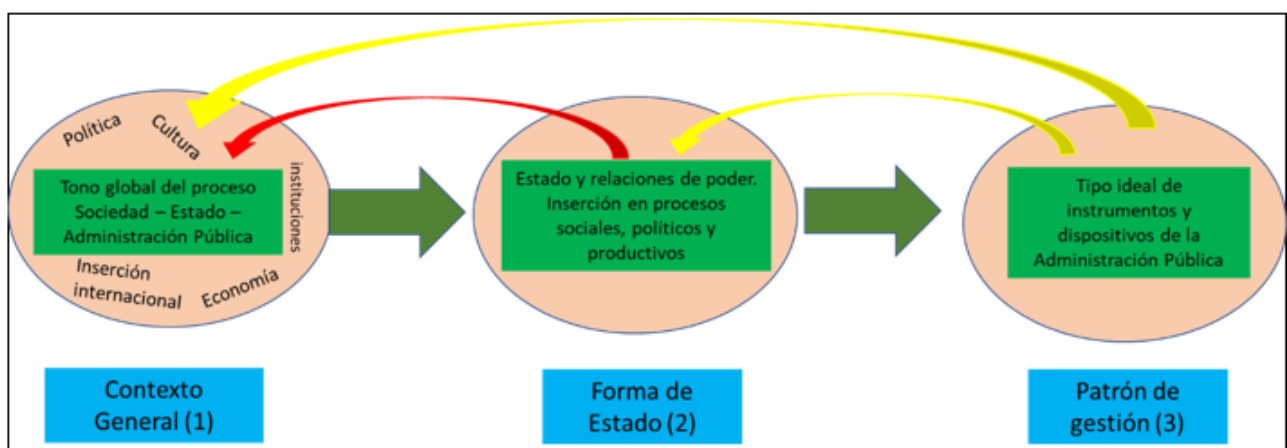 Política
Cultura
instituciones
Tono global del proceso
Sociedad – Estado –
Administración Pública
Inserción
internacional
Economía
Estado y relaciones de poder.
Inserción en procesos
sociales, políticos y
productivos
Tipo ideal de
instrumentos y
dispositivos de la
Administración Pública
Contexto
General (1)
Forma de
Estado (2)
Patrón de
gestión (3)